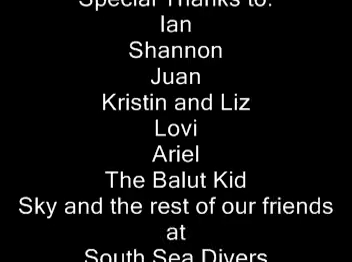 Special Thanks to:
Ian
Shannon
Juan
Kristin and Liz
Lovi
Ariel
The Balut Kid
Sky and the rest of our friends
at
South Sea Divers